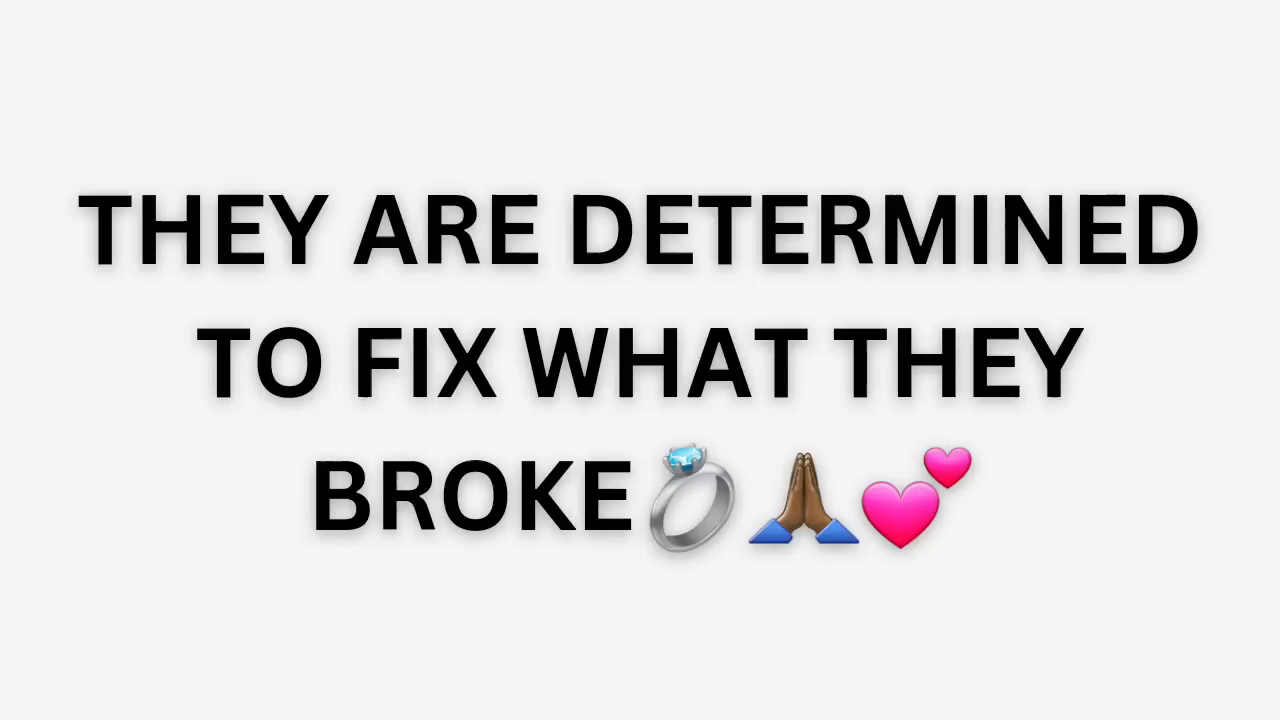 THEY ARE DETERMINED
TO FIX WHAT THEY
BROKE💍🙏🏾💕